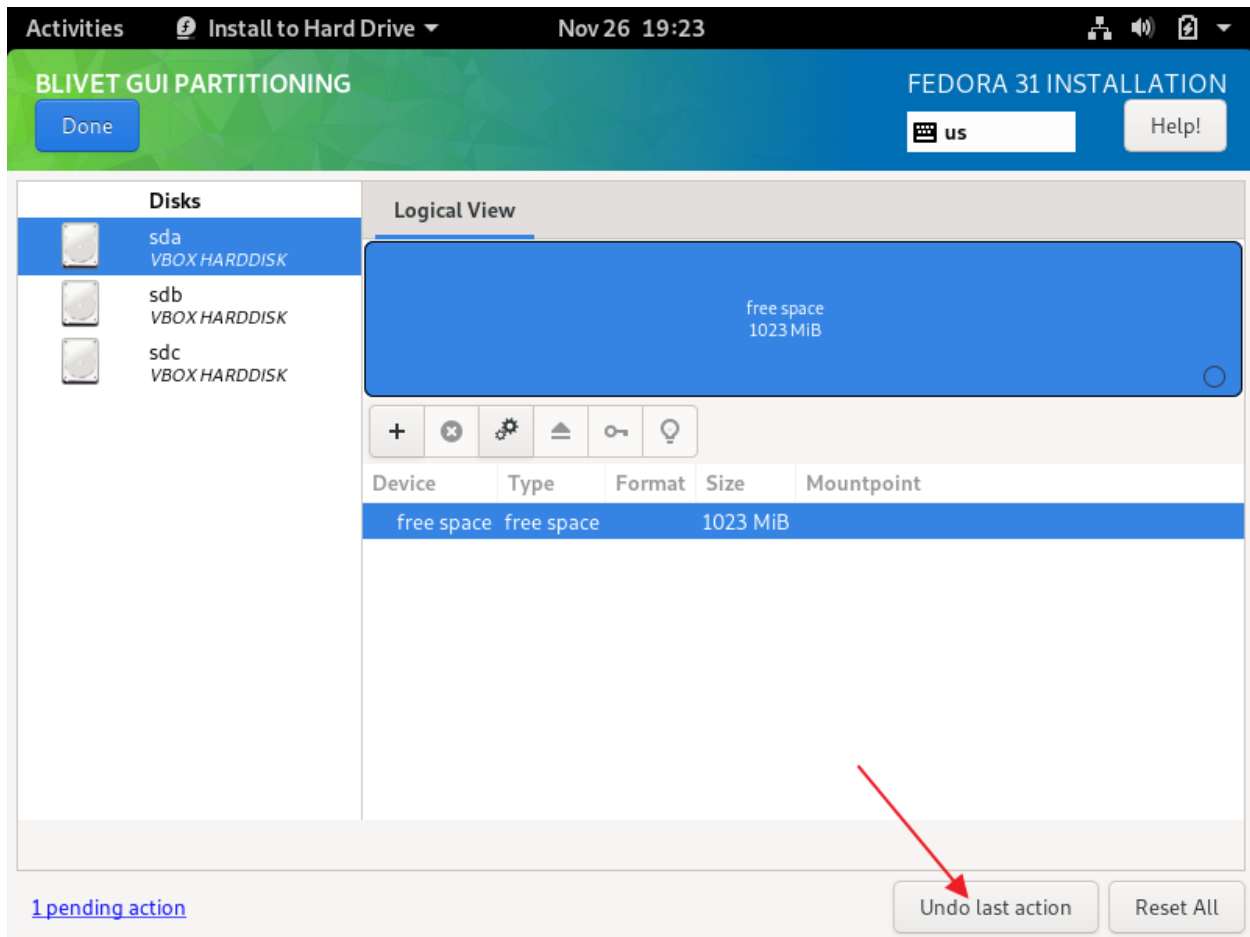 Activities Install to Hard Drive Nov 26 19:23
BLIVET GUI PARTITIONING FEDORA 31 INSTALLATION
Done us Help!
Disks
sda
VBOX HARDDISK
sdb
VBOX HARDDISK
sdc
VBOX HARDDISK
Logical View
free space
1023 MiB
Device Type Format Size Mountpoint
free space free space 1023 MiB
1 pending action Undo last action Reset All